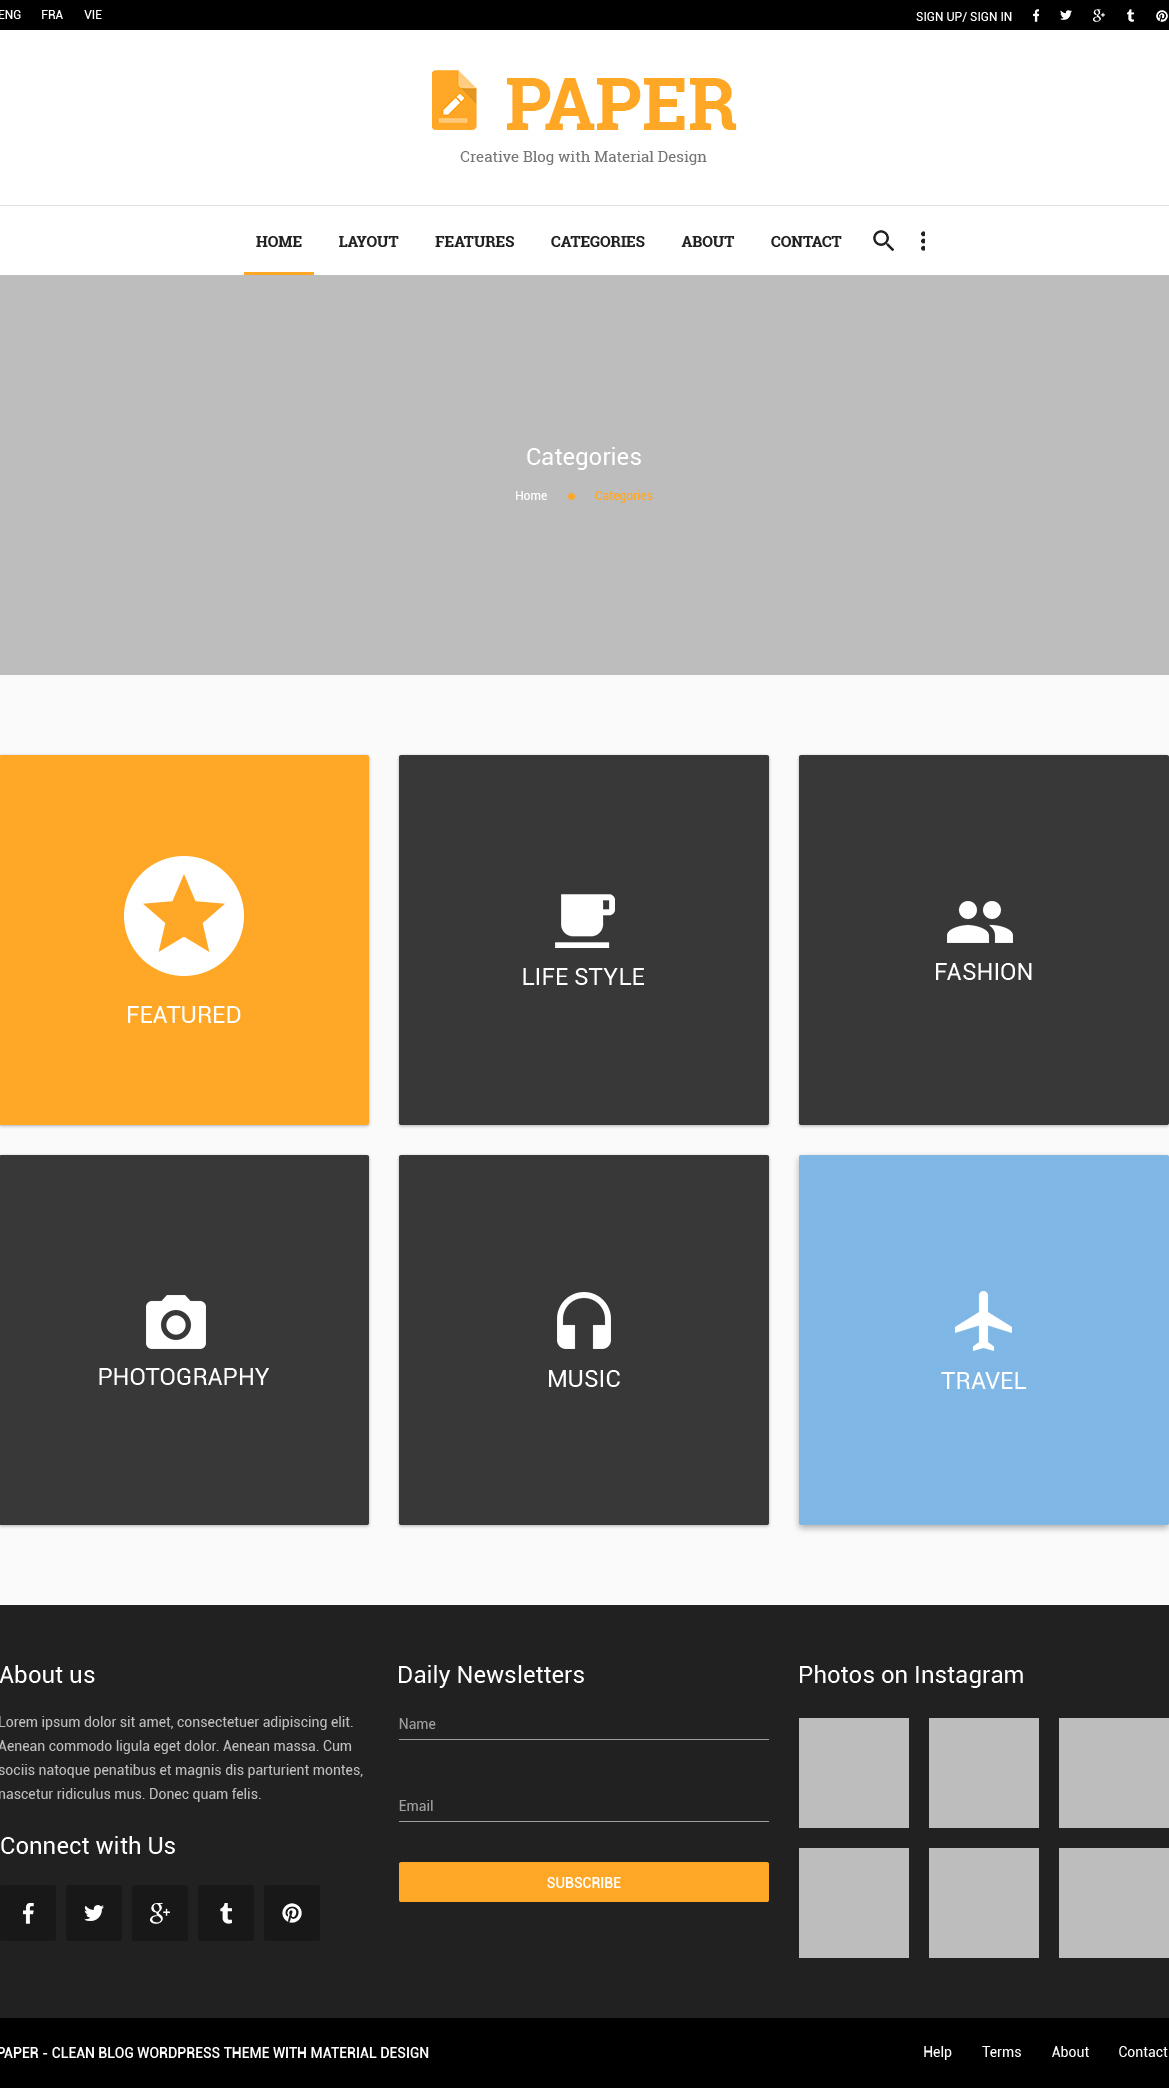 ENG FRA VIE SIGN UP/ SIGN IN
PAPER
Creative Blog with Material Design
HOME LAYOUT FEATURES CATEGORIES ABOUT CONTACT
Categories
Home Categories
FEATURED
LIFE STYLE
FASHION
PHOTOGRAPHY
MUSIC
TRAVEL
About us
Lorem ipsum dolor sit amet, consectetuer adipiscing elit.
Aenean commodo ligula eget dolor. Aenean massa. Cum
sociis natoque penatibus et magnis dis parturient montes,
nascetur ridiculus mus. Donec quam felis.
Connect with Us
Daily Newsletters
Name
Email
SUBSCRIBE
Photos on Instagram
PAPER - CLEAN BLOG WORDPRESS THEME WITH MATERIAL DESIGN
Help Terms About Contact